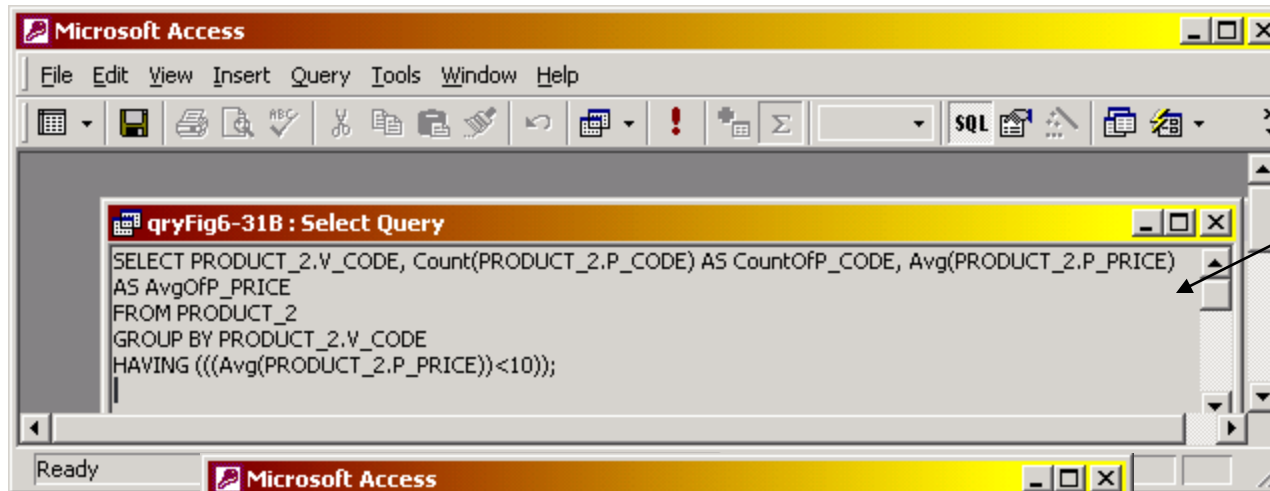 Microsoft Access
File Edit View Insert Query Tools Window Help
ABC Σ SQL
qryFig6-31B : Select Query
SELECT PRODUCT_2.V_CODE, Count(PRODUCT_2.P_CODE) AS CountOfP_CODE, Avg(PRODUCT_2.P_PRICE)
AS AvgOfP_PRICE
FROM PRODUCT_2
GROUP BY PRODUCT_2.V_CODE
HAVING (((Avg(PRODUCT_2.P_PRICE))<10));
Ready
Microsoft Access